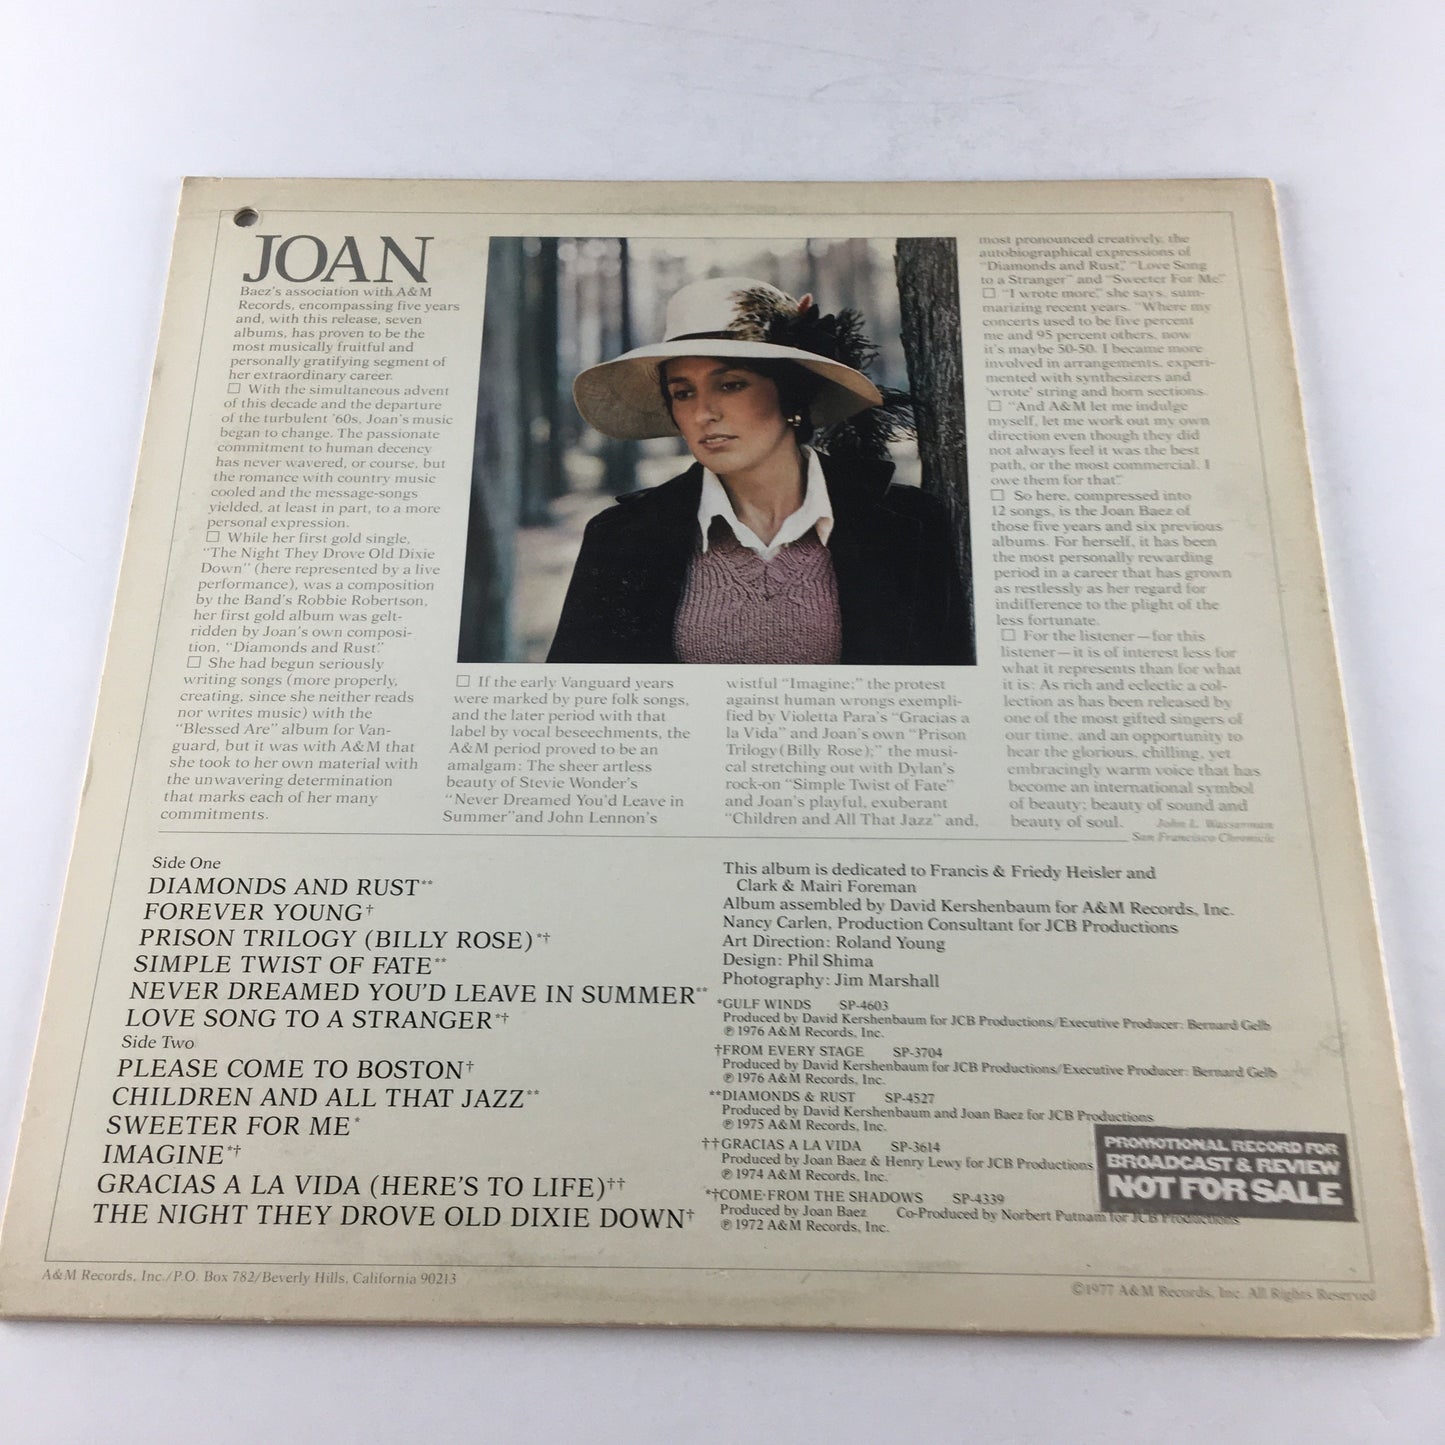 JOAN
Baez's association with A&M
Records, encompassing five years
and, with this release, seven
albums, has proven to be the
most musically fruitful and
personally gratifying segment of
her extraordinary career.
□ With the simultaneous advent
of this decade and the departure
of the turbulent '60s, Joan's music
began to change. The passionate
commitment to human decency
has never wavered, or course, but
the romance with country music
cooled and the message-songs
yielded, at least in part, to a more
personal expression.
□ While her first gold single,
"The Night They Drove Old Dixie
Down" (here represented by a live
performance), was a composition
by the Band's Robbie Robertson,
her first gold album was gelt-
ridden by Joan's own composi-
tion, "Diamonds and Rust."
□ She had begun seriously
writing songs (more properly,
creating, since she neither reads
nor writes music) with the
"Blessed Are" album for Van-
guard, but it was with A&M that
she took to her own material with
the unwavering determination
that marks each of her many
commitments.
□ If the early Vanguard years
were marked by pure folk songs,
and the later period with that
label by vocal beseechments, the
A&M period proved to be an
amalgam: The sheer artless
beauty of Stevie Wonder's
"Never Dreamed You'd Leave in
Summer"and John Lennon's
wistful "Imagine;" the protest
against human wrongs exempli-
fied by Violetta Para's "Gracias a
la Vida" and Joan's own "Prison
Trilogy (Billy Rose);" the musi-
cal stretching out with Dylan's
rock-on "Simple Twist of Fate"
and Joan's playful, exuberant
"Children and All That Jazz" and,
most pronounced creatively, the
autobiographical expressions of
"Diamonds and Rust," "Love Song
to a Stranger" and "Sweeter For Me."
□ "I wrote more," she says, sum-
marizing recent years. "Where my
concerts used to be five percent
me and 95 percent others, now
it's maybe 50-50. I became more
involved in arrangements, experi-
mented with synthesizers and
'wrote' string and horn sections.
□ "And A&M let me indulge
myself, let me work out my own
direction even though they did
not always feel it was the best
path, or the most commercial. I
owe them for that."
□ So here, compressed into
12 songs, is the Joan Baez of
those five years and six previous
albums. For herself, it has been
the most personally rewarding
period in a career that has grown
as restlessly as her regard for
indifference to the plight of the
less fortunate.
□ For the listener—for this
listener—it is of interest less for
what it represents than for what
it is: As rich and eclectic a col-
lection as has been released by
one of the most gifted singers of
our time, and an opportunity to
hear the glorious, chilling, yet
embracingly warm voice that has
become an international symbol
of beauty; beauty of sound and
beauty of soul. John L. Wasserman
San Francisco Chronicle
Side One
DIAMONDS AND RUST**
FOREVER YOUNG†
PRISON TRILOGY (BILLY ROSE)*†
SIMPLE TWIST OF FATE**
NEVER DREAMED YOU'D LEAVE IN SUMMER**
LOVE SONG TO A STRANGER*†
Side Two
PLEASE COME TO BOSTON†
CHILDREN AND ALL THAT JAZZ**
SWEETER FOR ME*
IMAGINE*†
GRACIAS A LA VIDA (HERE'S TO LIFE)††
THE NIGHT THEY DROVE OLD DIXIE DOWN†
This album is dedicated to Francis & Friedy Heisler and
Clark & Mairi Foreman
Album assembled by David Kershenbaum for A&M Records, Inc.
Nancy Carlen, Production Consultant for JCB Productions
Art Direction: Roland Young
Design: Phil Shima
Photography: Jim Marshall
*GULF WINDS SP-4603
Produced by David Kershenbaum for JCB Productions/Executive Producer: Bernard Gelb
℗ 1976 A&M Records, Inc.
†FROM EVERY STAGE SP-3704
Produced by David Kershenbaum for JCB Productions/Executive Producer: Bernard Gelb
℗ 1976 A&M Records, Inc.
**DIAMONDS & RUST SP-4527
Produced by David Kershenbaum and Joan Baez for JCB Productions
℗ 1975 A&M Records, Inc.
††GRACIAS A LA VIDA SP-3614
Produced by Joan Baez & Henry Lewy for JCB Productions
℗ 1974 A&M Records, Inc.
*†COME FROM THE SHADOWS SP-4339
Produced by Joan Baez Co-Produced by Norbert Putnam for JCB Productions
℗ 1972 A&M Records, Inc.
PROMOTIONAL RECORD FOR
BROADCAST & REVIEW
NOT FOR SALE
A&M Records, Inc./P.O. Box 782/Beverly Hills, California 90213
©1977 A&M Records, Inc. All Rights Reserved